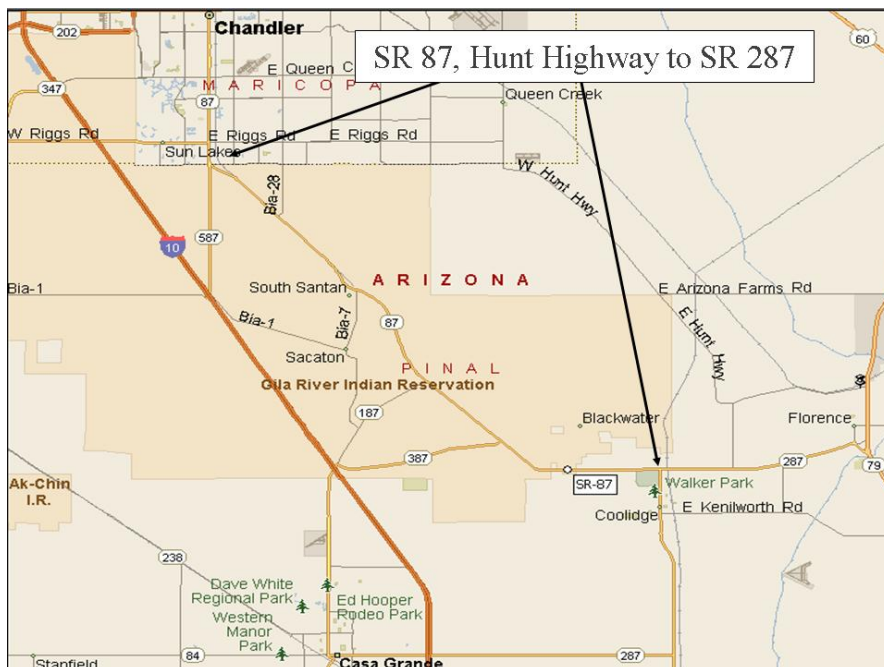 202
Chandler
60
SR 87, Hunt Highway to SR 287
E Queen C
347
MARICOPA
87
Queen Creek
W Riggs Rd
E Riggs Rd
E Riggs Rd
Sun Lakes
W Hunt Hwy
Bia-28
587
10
ARIZONA
Bia-1
South Santan
E Arizona Farms Rd
Bia-1
Bia-7
87
E Hunt Hwy
Sacaton
PINAL
Gila River Indian Reservation
187
Blackwater
Florence
387
287
79
SR-87
Walker Park
Ak-Chin
I.R.
Coolidge
E Kenilworth Rd
238
Dave White
Regional Park
Ed Hooper
Rodeo Park
Western
Manor
Park
84
287
Stanfield
Casa Grande